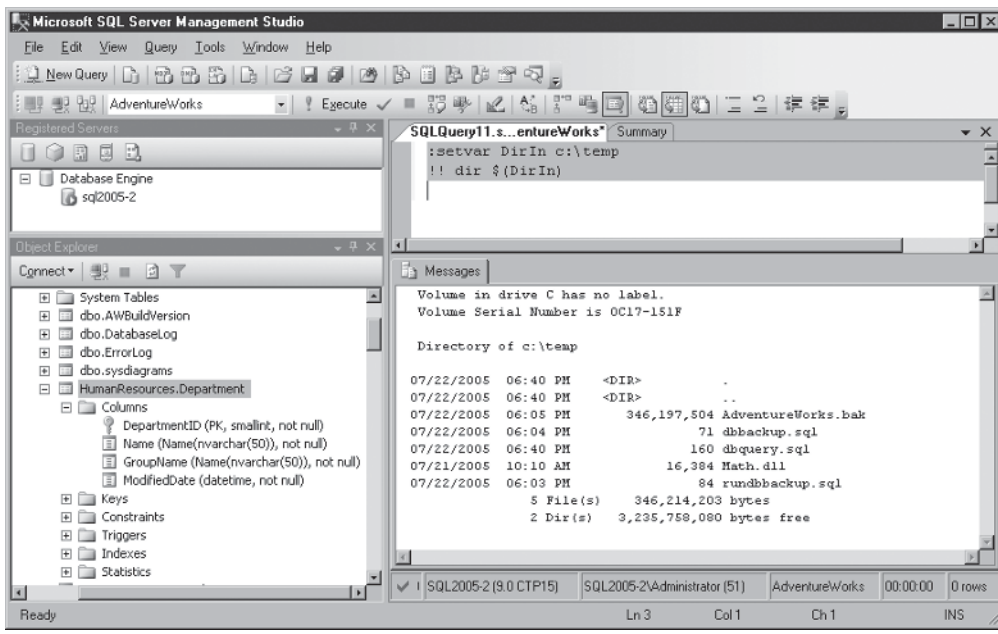 Microsoft SQL Server Management Studio
File Edit View Query Tools Window Help
New Query
AdventureWorks Execute
Registered Servers
Database Engine
sql2005-2
Object Explorer
Connect
System Tables
dbo.AWBuildVersion
dbo.DatabaseLog
dbo.ErrorLog
dbo.sysdiagrams
HumanResources.Department
Columns
DepartmentID (PK, smallint, not null)
Name (Name(nvarchar(50)), not null)
GroupName (Name(nvarchar(50)), not null)
ModifiedDate (datetime, not null)
Keys
Constraints
Triggers
Indexes
Statistics
SQLQuery11.s...entureWorks* Summary
:setvar DirIn c:\temp
!! dir $(DirIn)
Messages
Volume in drive C has no label.
Volume Serial Number is 0C17-151F
Directory of c:\temp
07/22/2005 06:40 PM <DIR> .
07/22/2005 06:40 PM <DIR> ..
07/22/2005 06:05 PM 346,197,504 AdventureWorks.bak
07/22/2005 06:04 PM 71 dbbackup.sql
07/22/2005 06:40 PM 160 dbquery.sql
07/21/2005 10:10 AM 16,384 Math.dll
07/22/2005 06:03 PM 84 rundbbackup.sql
5 File(s) 346,214,203 bytes
2 Dir(s) 3,235,758,080 bytes free
SQL2005-2 (9.0 CTP15) SQL2005-2\Administrator (51) AdventureWorks 00:00:00 0 rows
Ready Ln 3 Col 1 Ch 1 INS